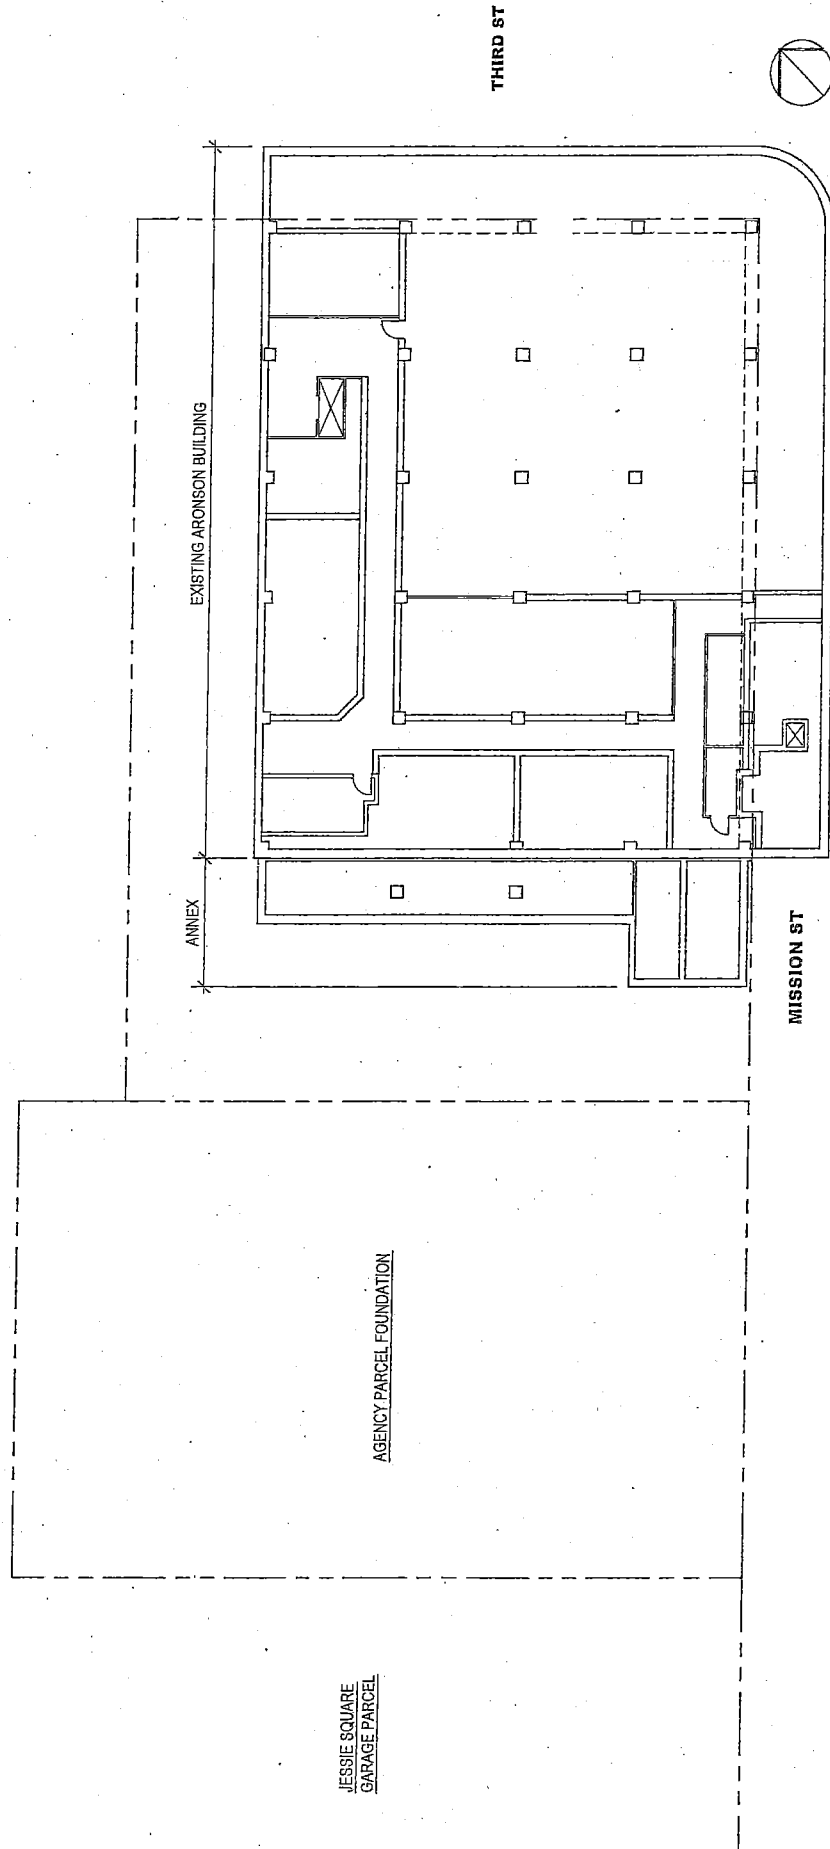 THIRD ST
EXISTING ARONSON BUILDING
ANNEX
MISSION ST
AGENCY PARCEL FOUNDATION
JESSIE SQUARE
GARAGE PARCEL